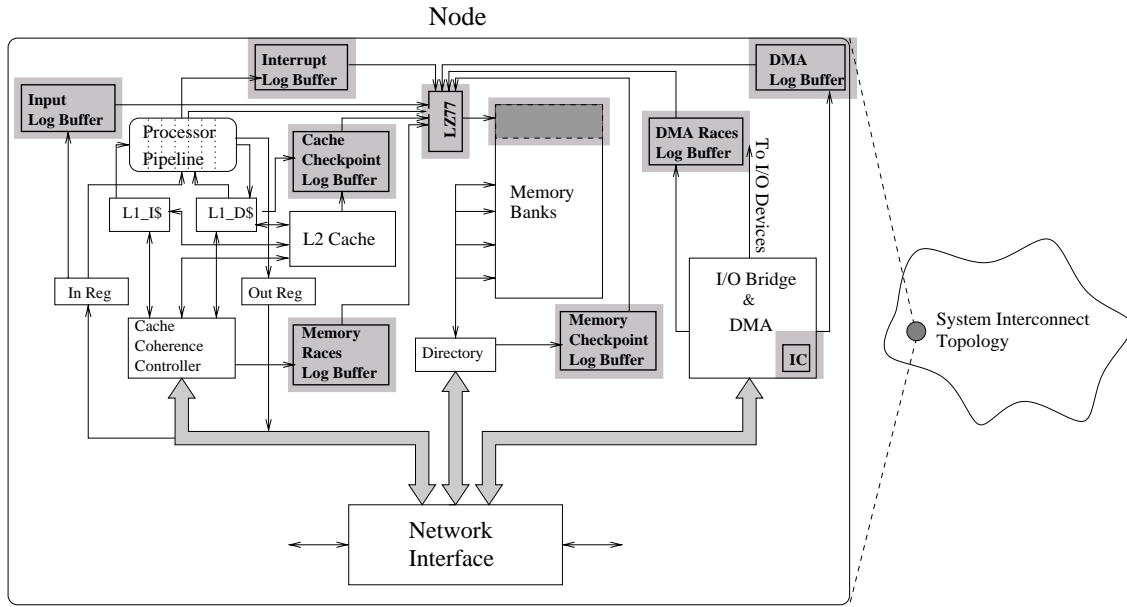 Node
Interrupt
Log Buffer
DMA
Log Buffer
Input
Log Buffer
LZ77
Processor
Pipeline
Cache
Checkpoint
Log Buffer
DMA Races
Log Buffer
To I/O Devices
Memory
Banks
L1_I$
L1_D$
L2 Cache
In Reg
Out Reg
I/O Bridge
&
DMA
IC
Cache
Coherence
Controller
Memory
Races
Log Buffer
Directory
Memory
Checkpoint
Log Buffer
System Interconnect
Topology
Network
Interface